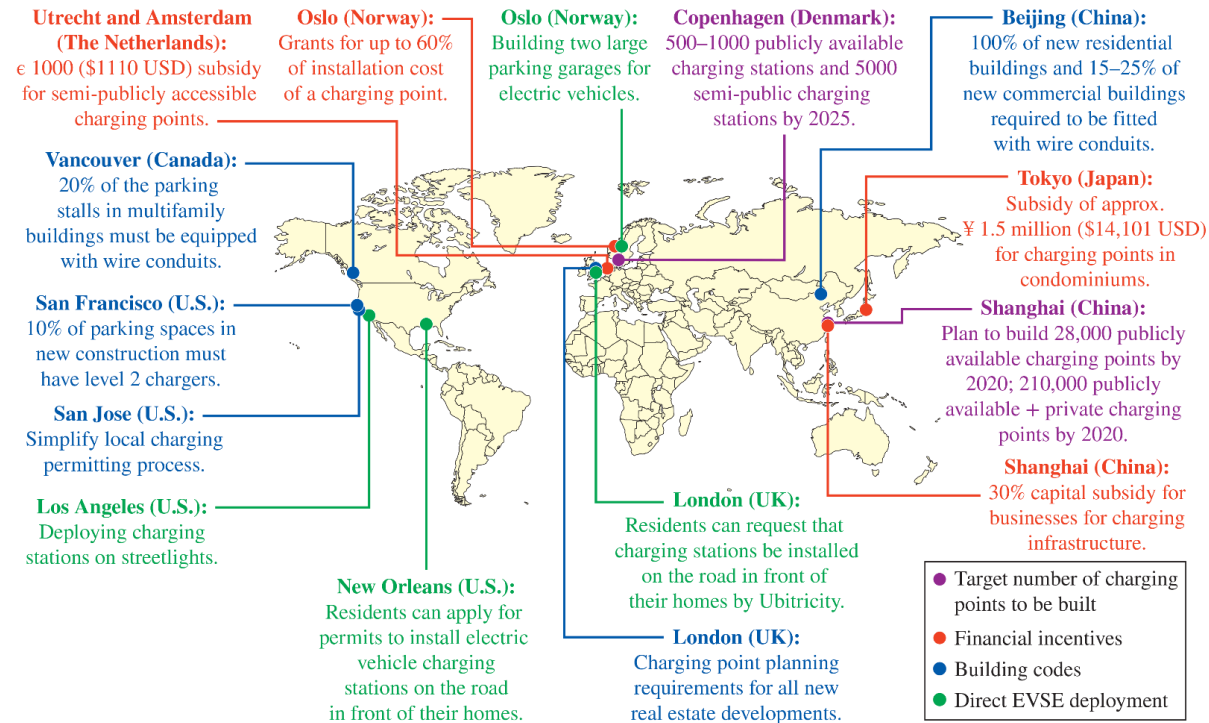 Utrecht and Amsterdam
(The Netherlands):
є 1000 ($1110 USD) subsidy
for semi-publicly accessible
charging points.
Oslo (Norway):
Grants for up to 60%
of installation cost
of a charging point.
Oslo (Norway):
Building two large
parking garages for
electric vehicles.
Copenhagen (Denmark):
500–1000 publicly available
charging stations and 5000
semi-public charging
stations by 2025.
Beijing (China):
100% of new residential
buildings and 15–25% of
new commercial buildings
required to be fitted
with wire conduits.
Vancouver (Canada):
20% of the parking
stalls in multifamily
buildings must be equipped
with wire conduits.
Tokyo (Japan):
Subsidy of approx.
¥ 1.5 million ($14,101 USD)
for charging points in
condominiums.
San Francisco (U.S.):
10% of parking spaces in
new construction must
have level 2 chargers.
Shanghai (China):
Plan to build 28,000 publicly
available charging points by
2020; 210,000 publicly
available + private charging
points by 2020.
San Jose (U.S.):
Simplify local charging
permitting process.
Shanghai (China):
30% capital subsidy for
businesses for charging
infrastructure.
Los Angeles (U.S.):
Deploying charging
stations on streetlights.
London (UK):
Residents can request that
charging stations be installed
on the road in front of
their homes by Ubitricity.
New Orleans (U.S.):
Residents can apply for
permits to install electric
vehicle charging
stations on the road
in front of their homes.
London (UK):
Charging point planning
requirements for all new
real estate developments.
Target number of charging
points to be built
Financial incentives
Building codes
Direct EVSE deployment